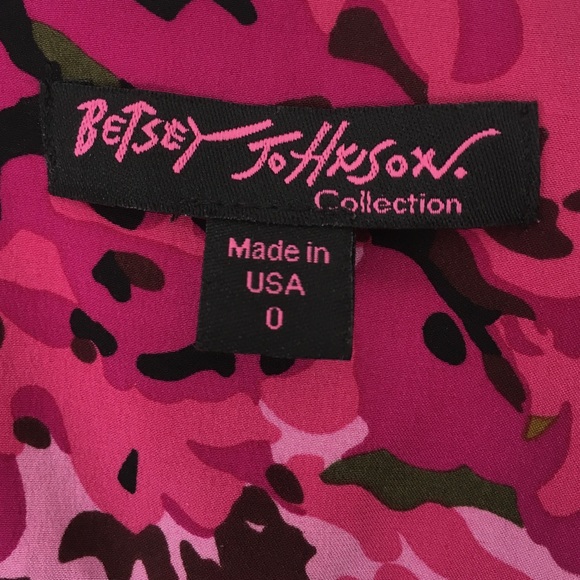 BETSEY JOHNSON.
Collection
Made in
USA
0